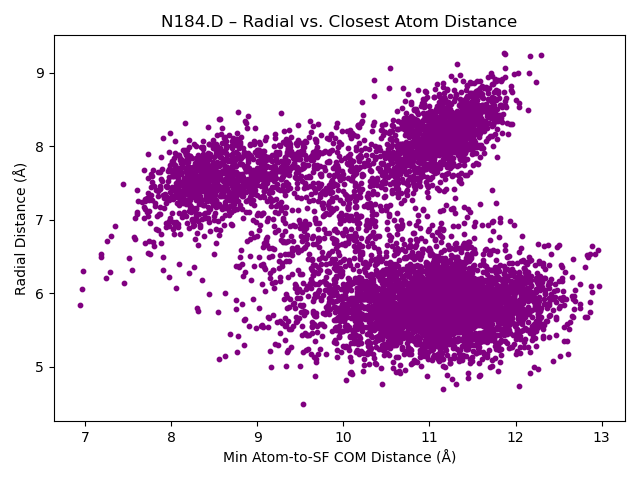 N184.D – Radial vs. Closest Atom Distance
Radial Distance (Å)
9
8
7
6
5
7 8 9 10 11 12 13
Min Atom-to-SF COM Distance (Å)